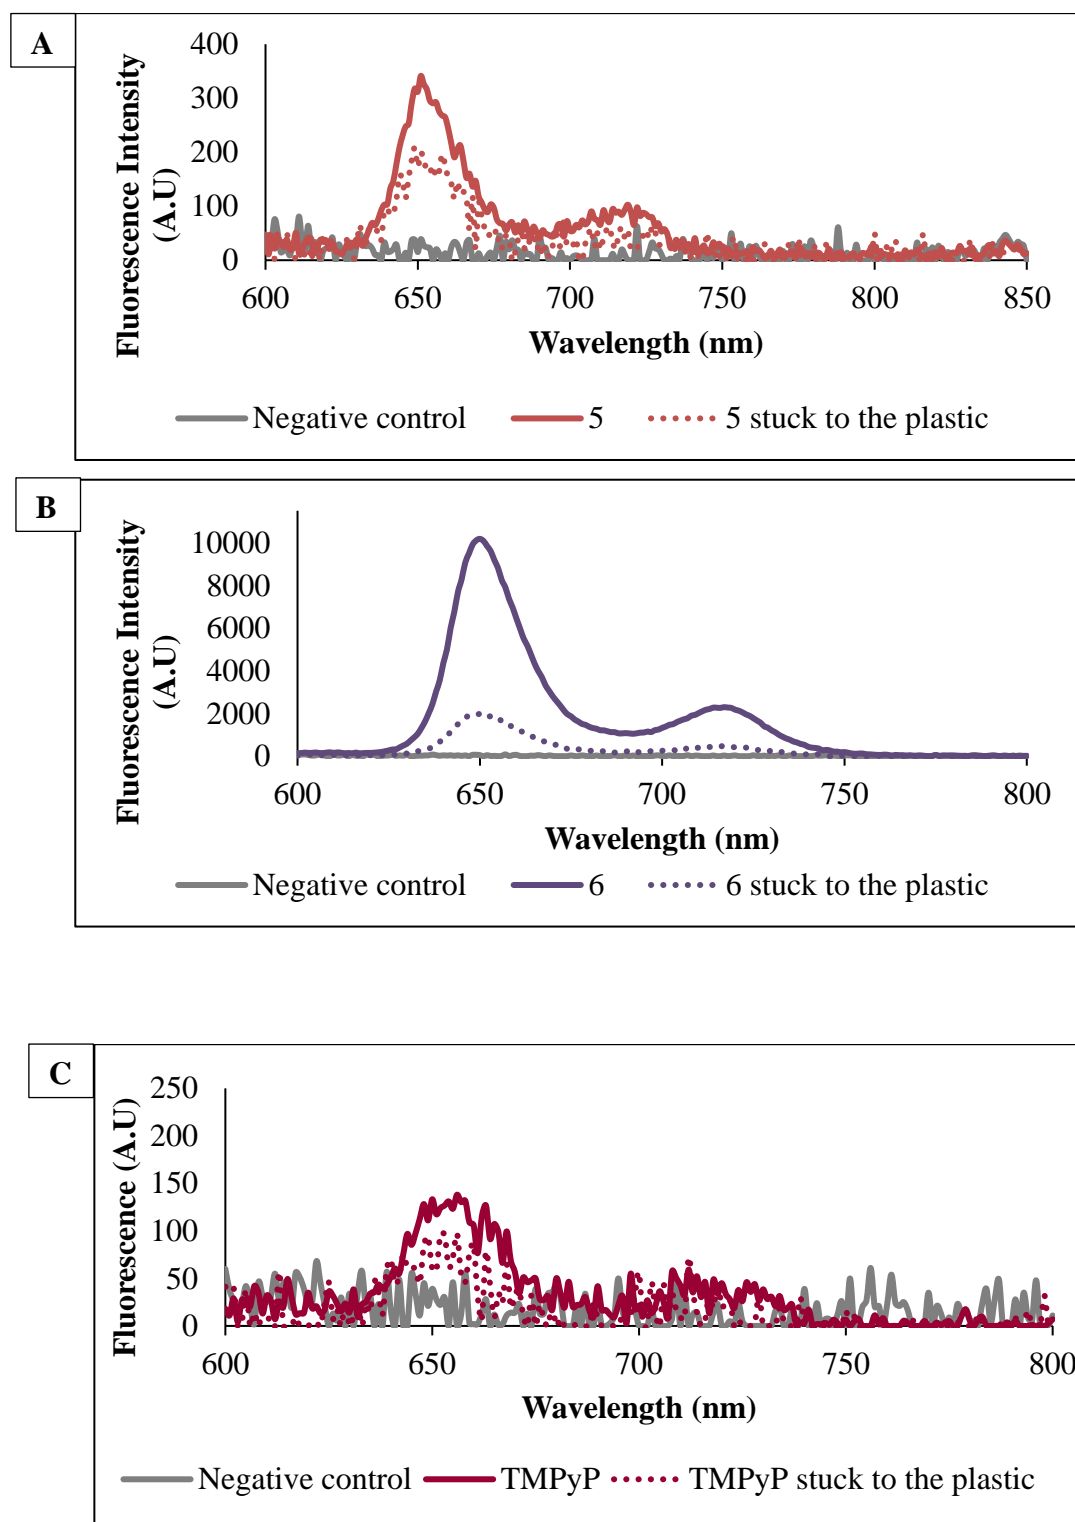 A
Fluorescence Intensity
(A.U)
400
300
200
100
0
600 650 700 750 800 850
Wavelength (nm)
Negative control 5 5 stuck to the plastic
B
Fluorescence Intensity
(A.U)
10000
8000
6000
4000
2000
0
600 650 700 750 800
Wavelength (nm)
Negative control 6 6 stuck to the plastic
C
Fluorescence (A.U)
250
200
150
100
50
0
600 650 700 750 800
Wavelength (nm)
Negative control TMPyP TMPyP stuck to the plastic